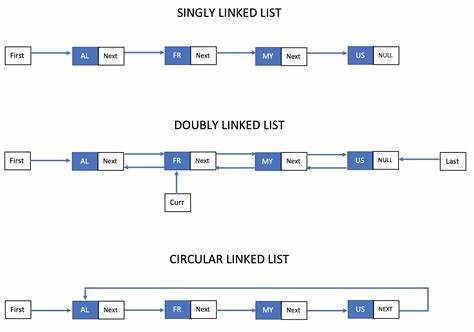 SINGLY LINKED LIST
First AL Next FR Next MY Next US NULL
DOUBLY LINKED LIST
First AL Next FR Next MY Next US NULL Last
Curr
CIRCULAR LINKED LIST
First AL Next FR Next MY Next US NEXT